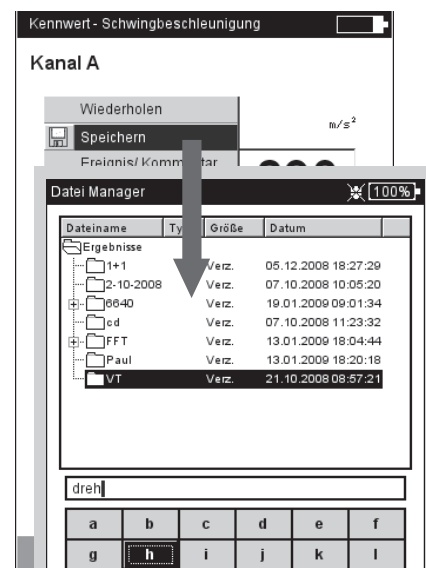 Kennwert - Schwingbeschleunigung
Kanal A
Wiederholen
m/s²
Speichern
Ereignis/ Kommentar
Datei Manager 100%
Dateiname Größe Datum
Ergebnisse
1+1 Verz. 05.12.2008 18:27:29
2-10-2008 Verz. 07.10.2008 10:05:20
6640 Verz. 19.01.2009 09:01:34
cd Verz. 07.10.2008 11:23:32
FFT Verz. 13.01.2009 18:04:44
Paul Verz. 13.01.2009 18:20:18
VT Verz. 21.10.2008 08:57:21
dreh
a b c d e f
g h i j k l